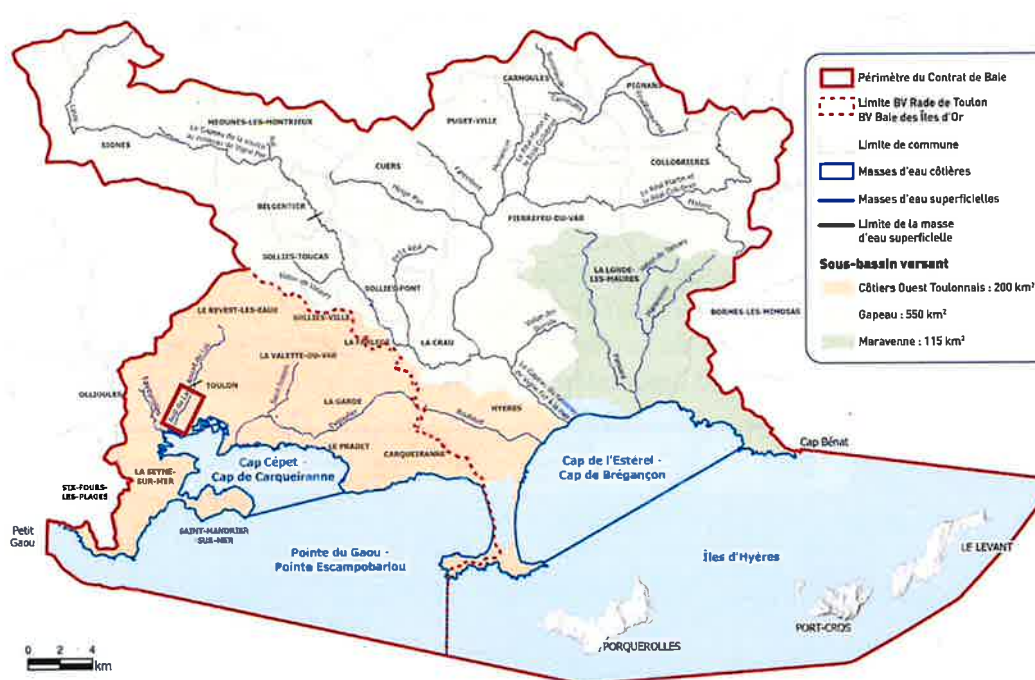 CARNOULES
PIGNANS
MEOUNES-LES-MONTRIEUX
PUGET-VILLE
SIGNES
CUERS
COLLOBRIERES
BELGENTIER
PIERREFEU-DU-VAR
SOLLIES-TOUCAS
LA LONDE-
LES-MAURES
SOLLIES-PONT
LE REVEST-LES-EAUX
SOLLIES-VILLE
BORMES-LES-MIMOSAS
LA FARLEDE
LA CRAU
LA VALETTE-DU-VAR
OLLIOULES
TOULON
LA GARDE
HYERES
LE PRADET
CARQUEIRANNE
Cap Bénat
LA SEYNE-
SUR-MER
Cap Cépet -
Cap de Carqueiranne
Cap de l'Estérel -
Cap de Brégançon
SIX-FOURS-
LES-PLAGES
Petit
Gaou
SAINT-MANDRIER
SUR-MER
Pointe du Gaou -
Pointe Escampobariou
Îles d'Hyères
LE LEVANT
PORT-CROS
PORQUEROLLES
0 2 4
km
Périmètre du Contrat de Baie
Limite BV Rade de Toulon
BV Baie des Îles d'Or
Limite de commune
Masses d'eau côtières
Masses d'eau superficielles
Limite de la masse
d'eau superficielle
Sous-bassin versant
Côtiers Ouest Toulonnais : 200 km²
Gapeau : 550 km²
Maravenne : 115 km²